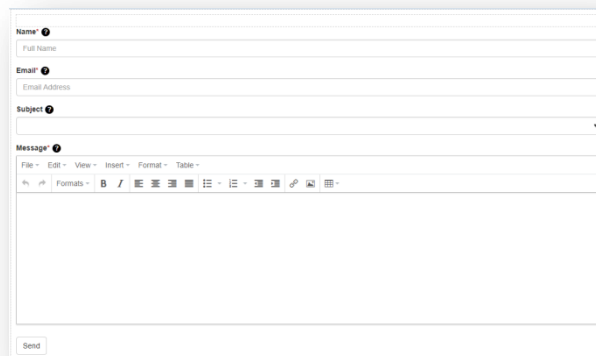 Name*
Full Name
Email*
Email Address
Subject
Message*
File Edit View Insert Format Table
Formats B I
Send